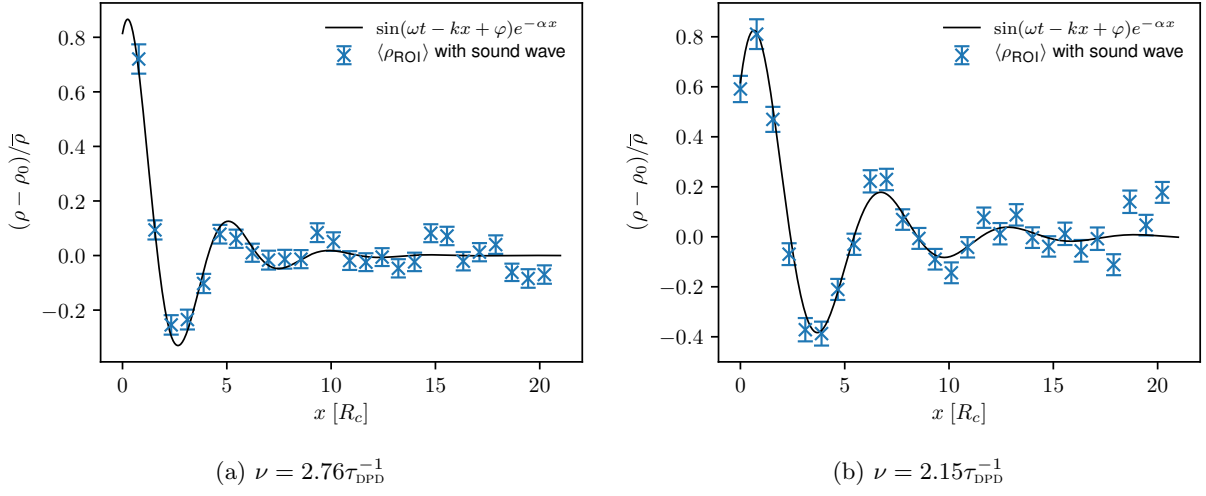 0.8
0.6
0.4
0.2
0.0
−0.2
(ρ − ρ₀)/ρ̅
sin(ωt − kx + φ)e^{−αx}
⟨ρ_ROI⟩ with sound wave
0 5 10 15 20
x [R_c]
(a) ν = 2.76τ_DPD^{−1}
0.8
0.6
0.4
0.2
0.0
−0.2
−0.4
(ρ − ρ₀)/ρ̅
sin(ωt − kx + φ)e^{−αx}
⟨ρ_ROI⟩ with sound wave
0 5 10 15 20
x [R_c]
(b) ν = 2.15τ_DPD^{−1}